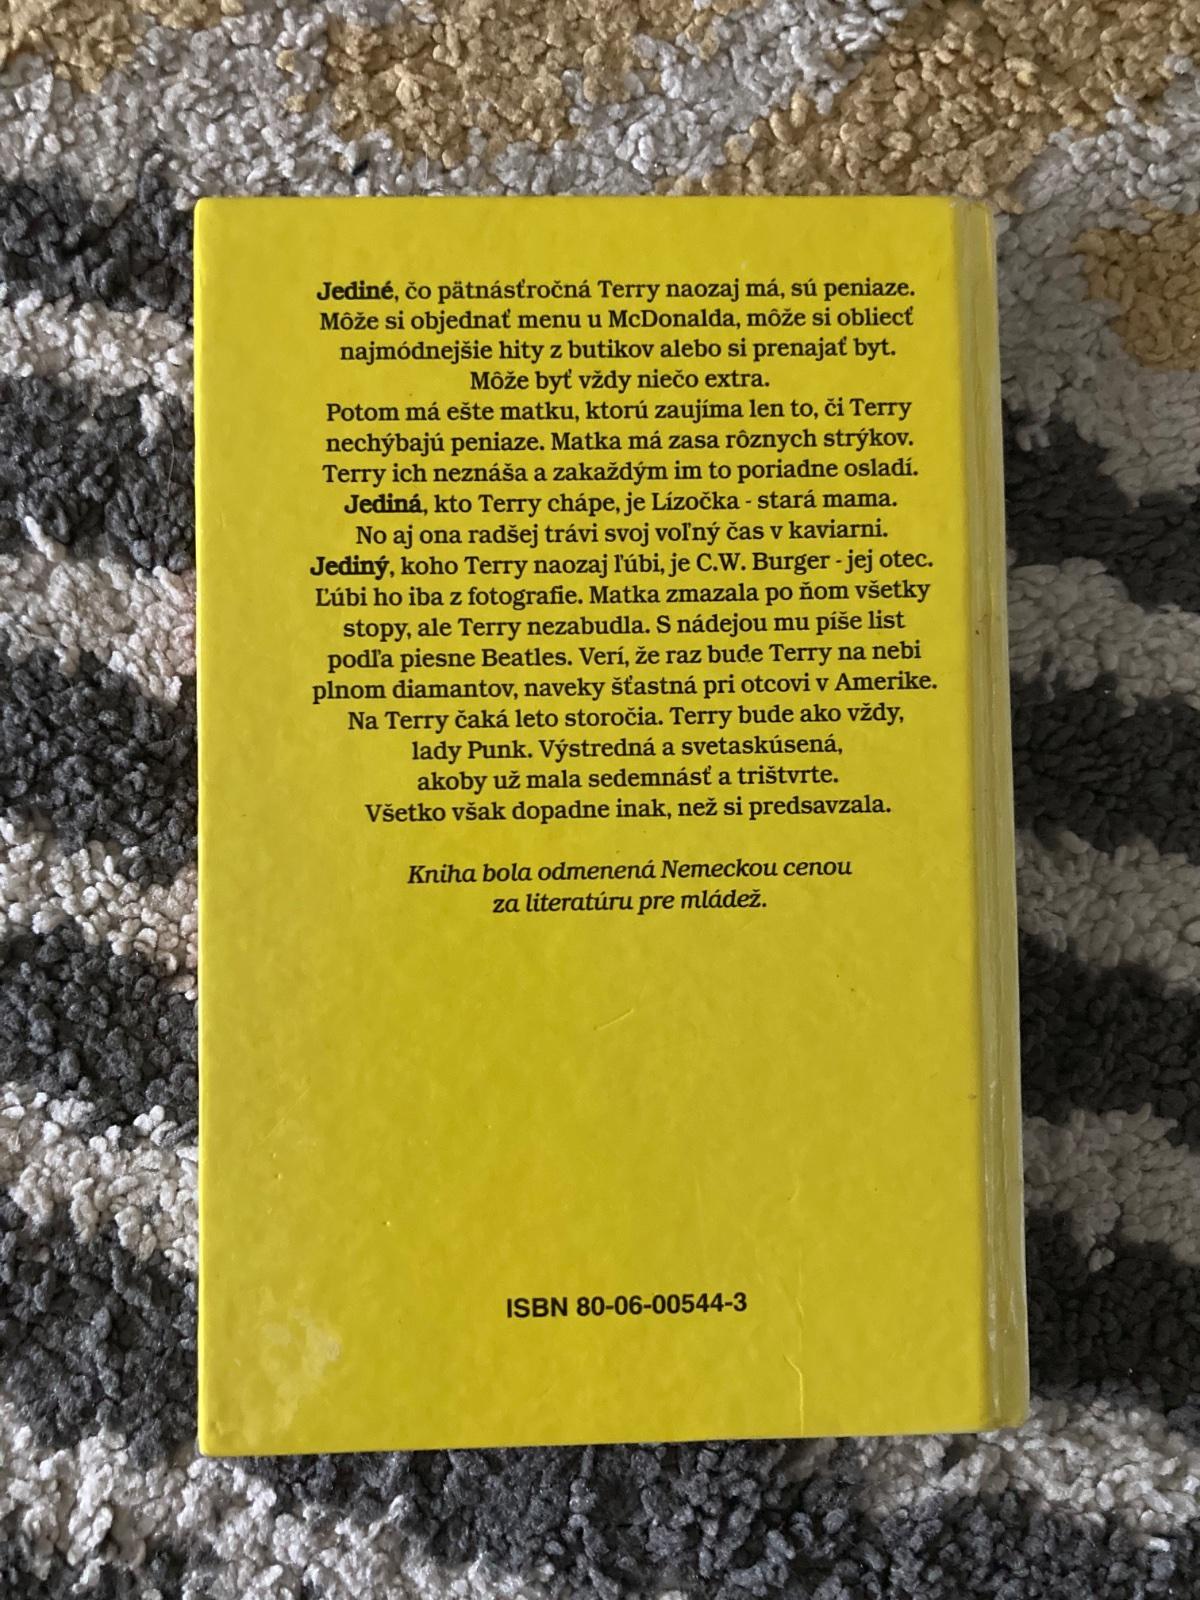 Jediné, čo pätnásťročná Terry naozaj má, sú peniaze.
Môže si objednať menu u McDonalda, môže si obliecť
najmódnejšie hity z butikov alebo si prenajať byt.
Môže byť vždy niečo extra.
Potom má ešte matku, ktorú zaujíma len to, či Terry
nechýbajú peniaze. Matka má zasa rôznych strýkov.
Terry ich neznáša a zakaždým im to poriadne osladí.
Jediná, kto Terry chápe, je Lízočka - stará mama.
No aj ona radšej trávi svoj voľný čas v kaviarni.
Jediný, koho Terry naozaj ľúbi, je C.W. Burger - jej otec.
Ľúbi ho iba z fotografie. Matka zmazala po ňom všetky
stopy, ale Terry nezabudla. S nádejou mu píše list
podľa piesne Beatles. Verí, že raz bude Terry na nebi
plnom diamantov, naveky šťastná pri otcovi v Amerike.
Na Terry čaká leto storočia. Terry bude ako vždy,
lady Punk. Výstredná a svetaskúsená,
akoby už mala sedemnásť a trištvrte.
Všetko však dopadne inak, než si predsavzala.
Kniha bola odmenená Nemeckou cenou
za literatúru pre mládež.
ISBN 80-06-00544-3